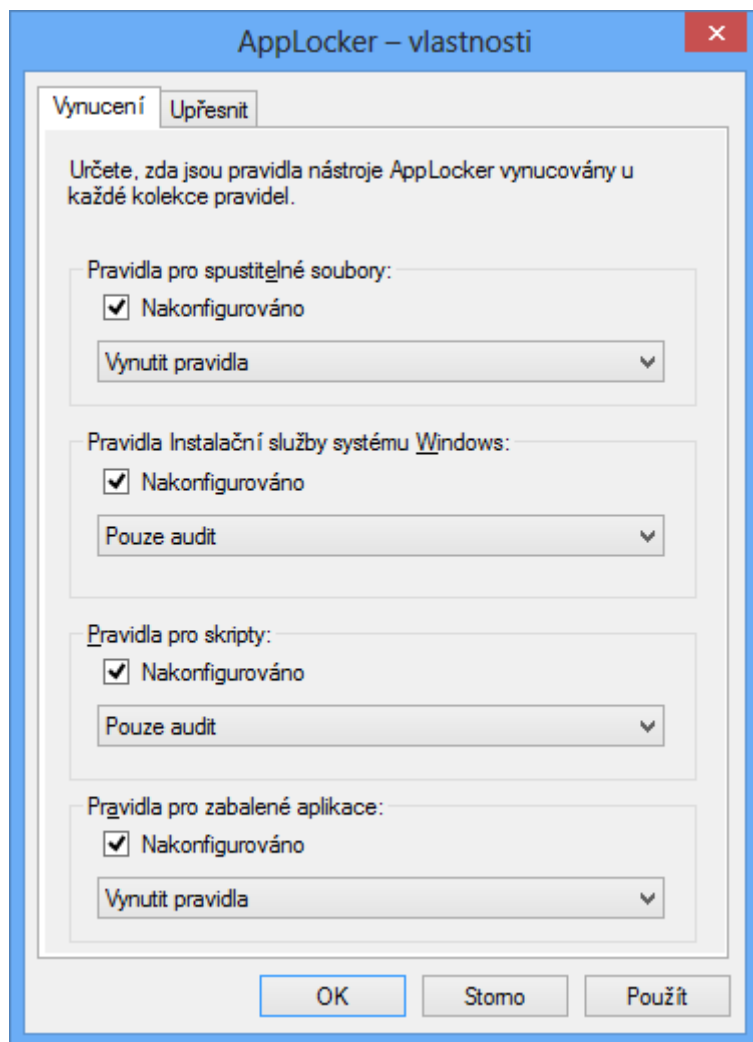 AppLocker – vlastnosti
Vynucení
Upřesnit
Určete, zda jsou pravidla nástroje AppLocker vynucovány u
každé kolekce pravidel.
Pravidla pro spustitelné soubory:
Nakonfigurováno
Vynutit pravidla
Pravidla Instalační služby systému Windows:
Nakonfigurováno
Pouze audit
Pravidla pro skripty:
Nakonfigurováno
Pouze audit
Pravidla pro zabalené aplikace:
Nakonfigurováno
Vynutit pravidla
OK
Storno
Použít